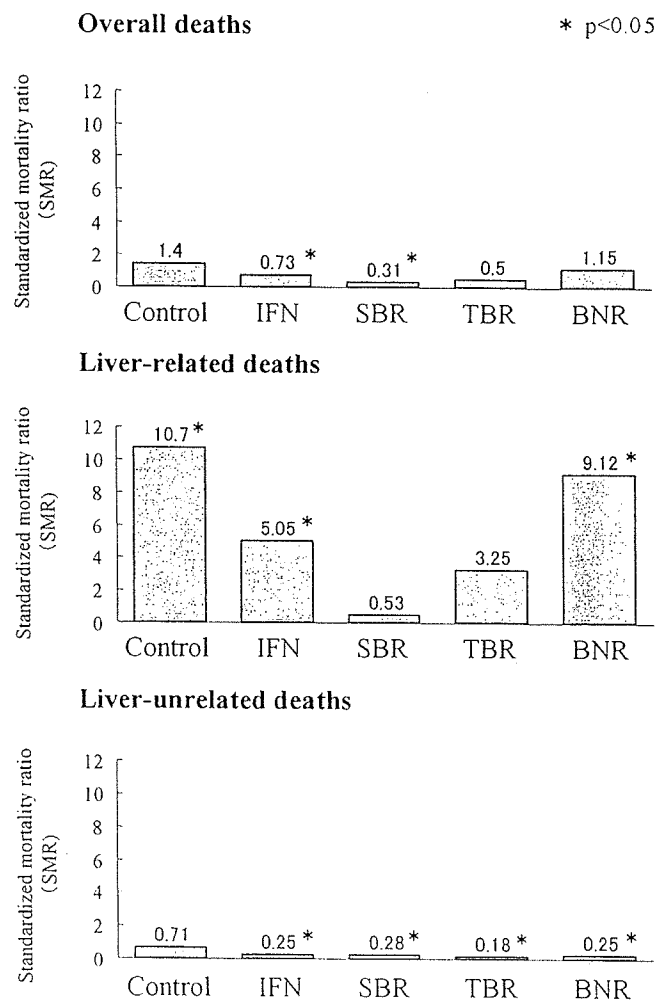 Overall deaths
* p<0.05
Standardized mortality ratio
(SMR)
12
10
8
6
4
2
0
1.4
0.73 *
0.31 *
0.5
1.15
Control IFN SBR TBR BNR
Liver-related deaths
Standardized mortality ratio
(SMR)
12
10
8
6
4
2
0
10.7 *
5.05 *
0.53
3.25
9.12 *
Control IFN SBR TBR BNR
Liver-unrelated deaths
Standardized mortality ratio
(SMR)
12
10
8
6
4
2
0
0.71
0.25 *
0.28 *
0.18 *
0.25 *
Control IFN SBR TBR BNR